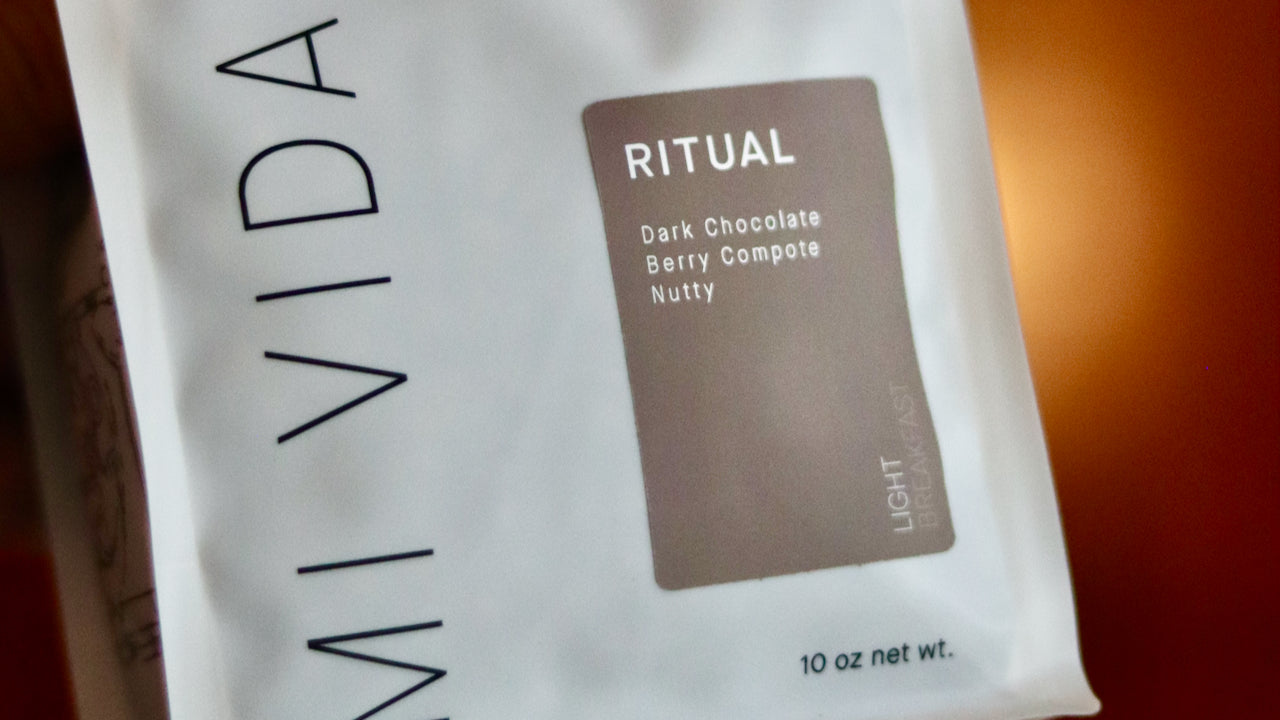 MI VIDA
RITUAL
Dark Chocolate
Berry Compote
Nutty
LIGHT
BREAKFAST
10 oz net wt.